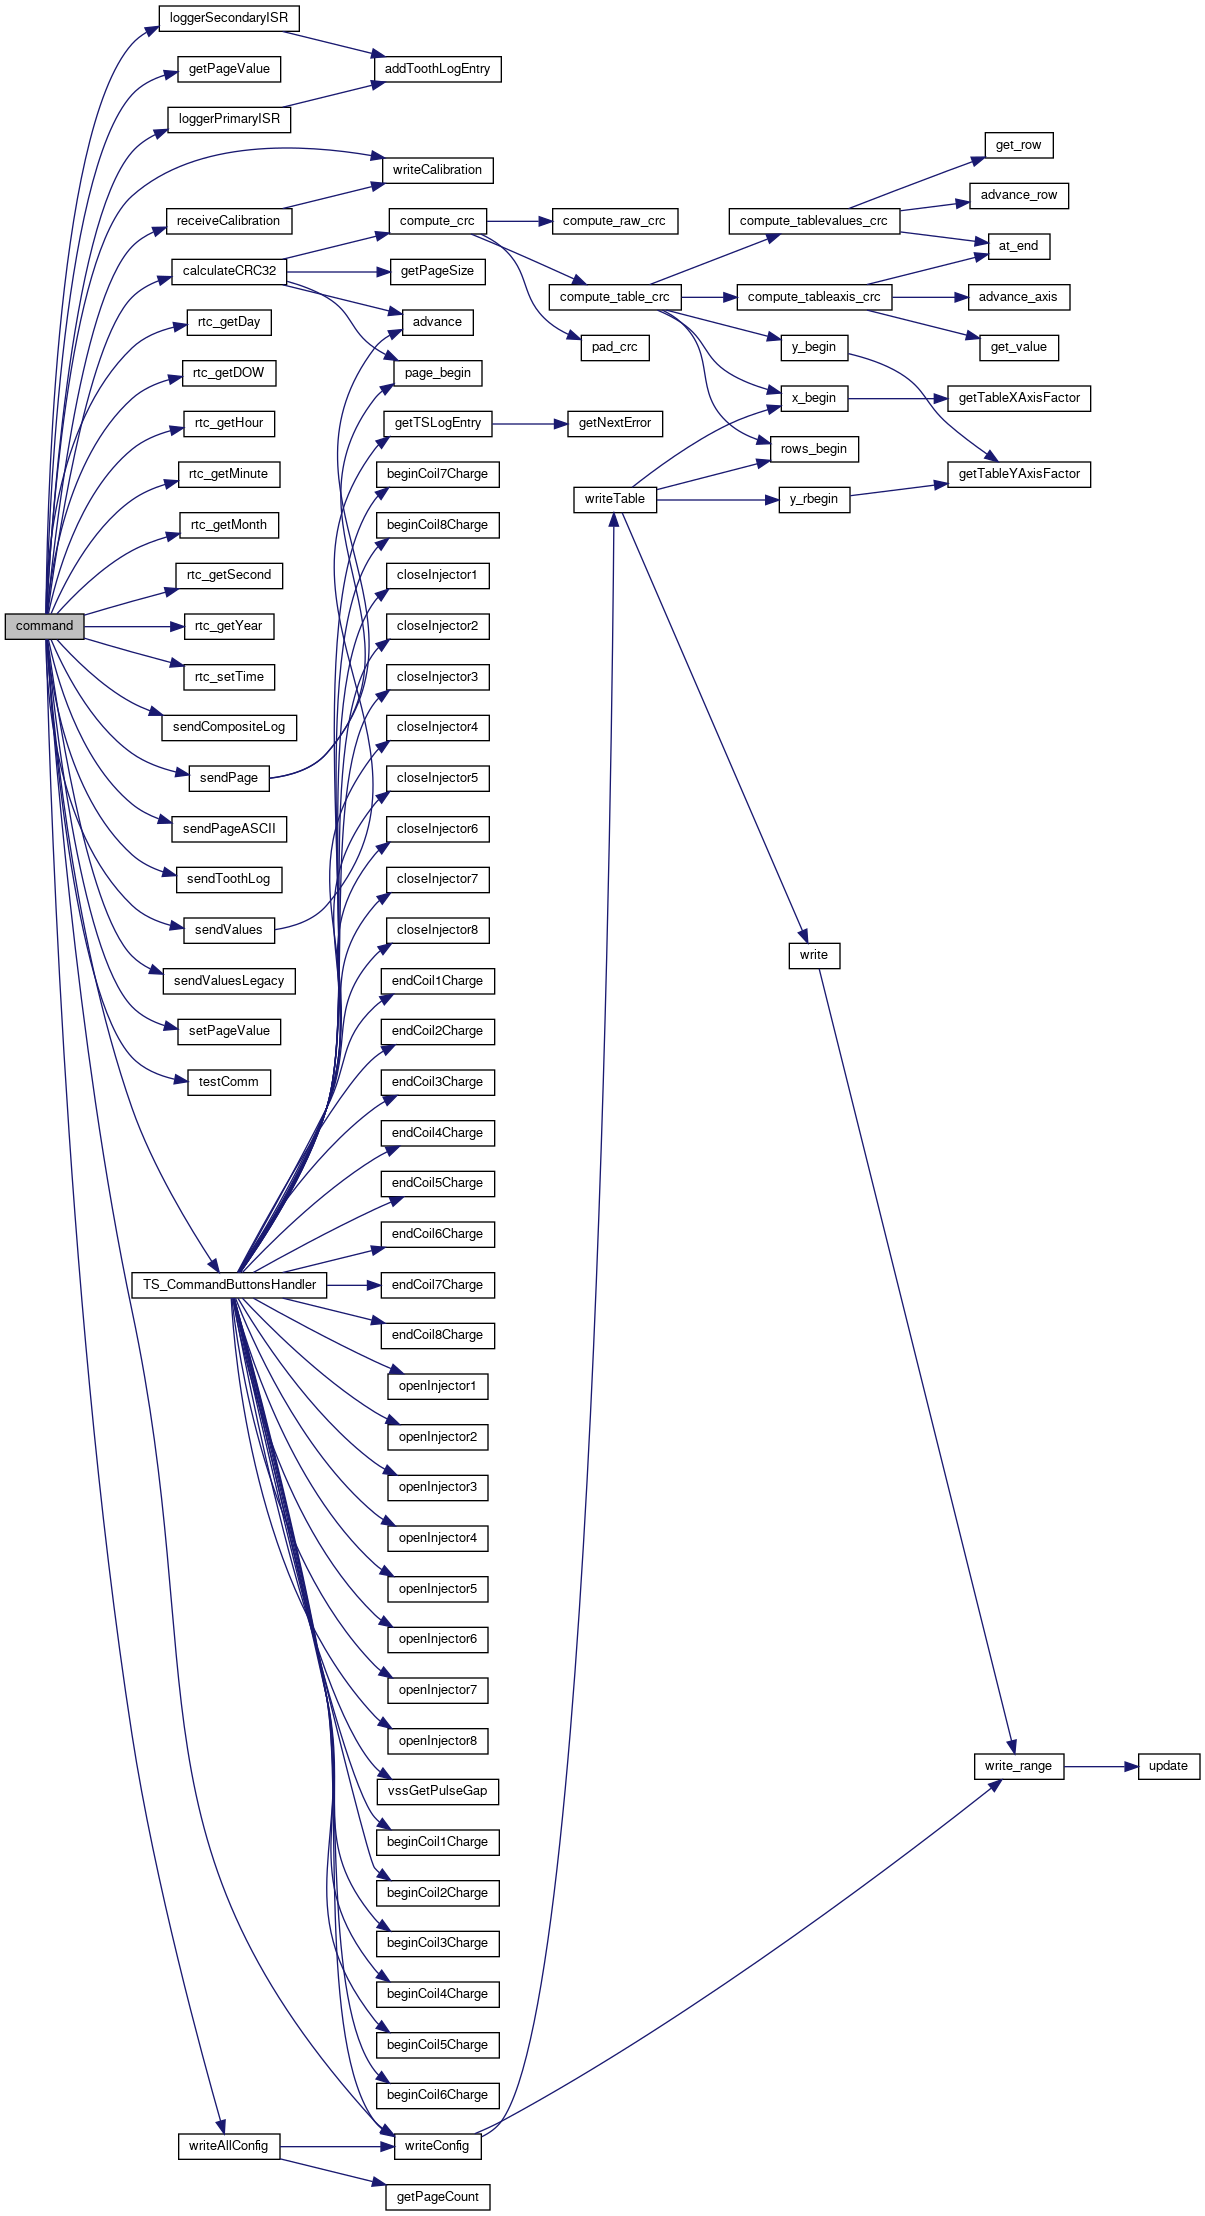 command
loggerSecondaryISR
getPageValue
loggerPrimaryISR
receiveCalibration
calculateCRC32
rtc_getDay
rtc_getDOW
rtc_getHour
rtc_getMinute
rtc_getMonth
rtc_getSecond
rtc_getYear
rtc_setTime
sendCompositeLog
sendPage
sendPageASCII
sendToothLog
sendValues
sendValuesLegacy
setPageValue
testComm
TS_CommandButtonsHandler
writeAllConfig
addToothLogEntry
writeCalibration
compute_crc
getPageSize
advance
page_begin
getTSLogEntry
beginCoil7Charge
beginCoil8Charge
closeInjector1
closeInjector2
closeInjector3
closeInjector4
closeInjector5
closeInjector6
closeInjector7
closeInjector8
endCoil1Charge
endCoil2Charge
endCoil3Charge
endCoil4Charge
endCoil5Charge
endCoil6Charge
endCoil7Charge
endCoil8Charge
openInjector1
openInjector2
openInjector3
openInjector4
openInjector5
openInjector6
openInjector7
openInjector8
vssGetPulseGap
beginCoil1Charge
beginCoil2Charge
beginCoil3Charge
beginCoil4Charge
beginCoil5Charge
beginCoil6Charge
writeConfig
getPageCount
compute_raw_crc
compute_table_crc
pad_crc
getNextError
writeTable
compute_tablevalues_crc
compute_tableaxis_crc
y_begin
x_begin
rows_begin
y_rbegin
write
get_row
advance_row
at_end
advance_axis
get_value
getTableXAxisFactor
getTableYAxisFactor
write_range
update